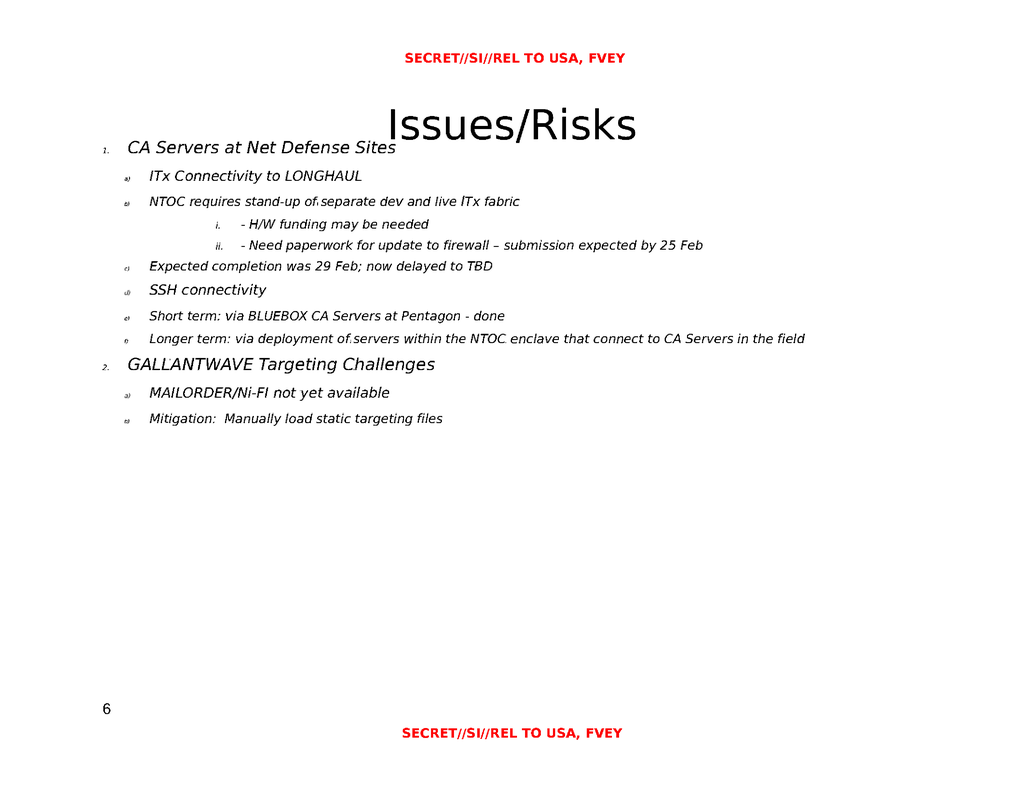 SECRET//SI//REL TO USA, FVEY
Issues/Risks
1. CA Servers at Net Defense Sites
a) ITx Connectivity to LONGHAUL
b) NTOC requires stand-up of separate dev and live ITx fabric
i. - H/W funding may be needed
ii. - Need paperwork for update to firewall – submission expected by 25 Feb
c) Expected completion was 29 Feb; now delayed to TBD
d) SSH connectivity
e) Short term: via BLUEBOX CA Servers at Pentagon - done
f) Longer term: via deployment of servers within the NTOC enclave that connect to CA Servers in the field
2. GALLANTWAVE Targeting Challenges
a) MAILORDER/Ni-FI not yet available
b) Mitigation: Manually load static targeting files
6
SECRET//SI//REL TO USA, FVEY